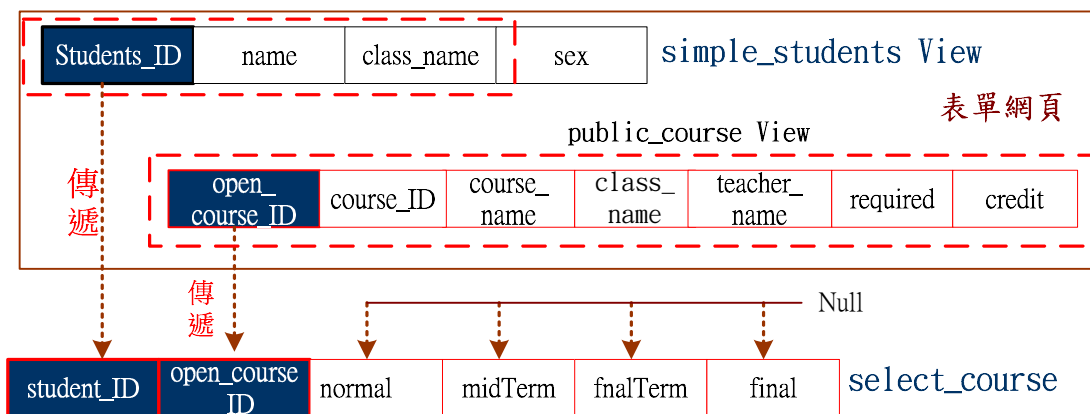 Students_ID name class_name sex simple_students View
表單網頁
public_course View
傳遞
open_
course_ID course_ID course_
name class_
name teacher_
name required credit
傳遞
Null
student_ID open_course
ID normal midTerm fnalTerm final select_course